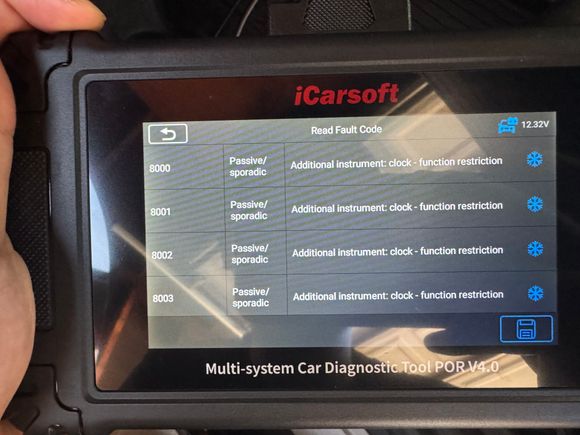 iCarsoft
Read Fault Code
12.32V
8000 Passive/ sporadic Additional instrument: clock - function restriction
8001 Passive/ sporadic Additional instrument: clock - function restriction
8002 Passive/ sporadic Additional instrument: clock - function restriction
8003 Passive/ sporadic Additional instrument: clock - function restriction
Multi-system Car Diagnostic Tool POR V4.0